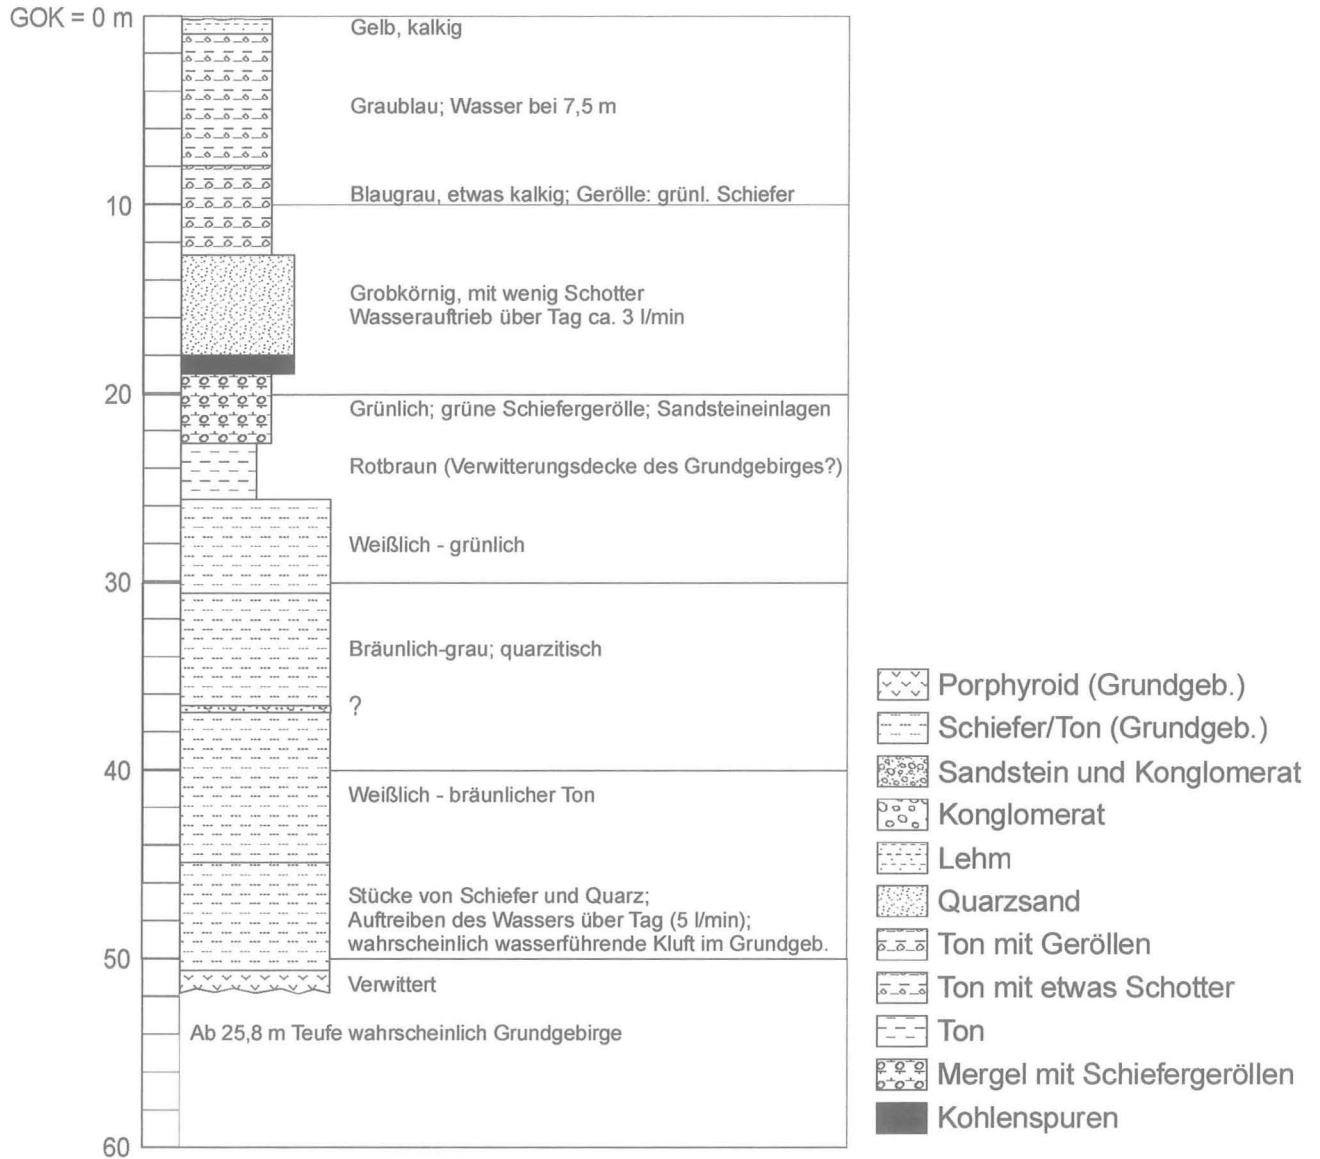 GOK = 0 m
Gelb, kalkig
Graublau; Wasser bei 7,5 m
Blaugrau, etwas kalkig; Gerölle: grünl. Schiefer
10
Grobkörnig, mit wenig Schotter
Wasserauftrieb über Tag ca. 3 l/min
20
Grünlich; grüne Schiefergerölle; Sandsteineinlagen
Rotbraun (Verwitterungsdecke des Grundgebirges?)
Weißlich - grünlich
30
Bräunlich-grau; quarzitisch
?
40
Weißlich - bräunlicher Ton
Stücke von Schiefer und Quarz;
Auftreiben des Wassers über Tag (5 l/min);
wahrscheinlich wasserführende Kluft im Grundgeb.
50
Verwittert
Ab 25,8 m Teufe wahrscheinlich Grundgebirge
60
Porphyroid (Grundgeb.)
Schiefer/Ton (Grundgeb.)
Sandstein und Konglomerat
Konglomerat
Lehm
Quarzsand
Ton mit Geröllen
Ton mit etwas Schotter
Ton
Mergel mit Schiefergeröllen
Kohlenspuren